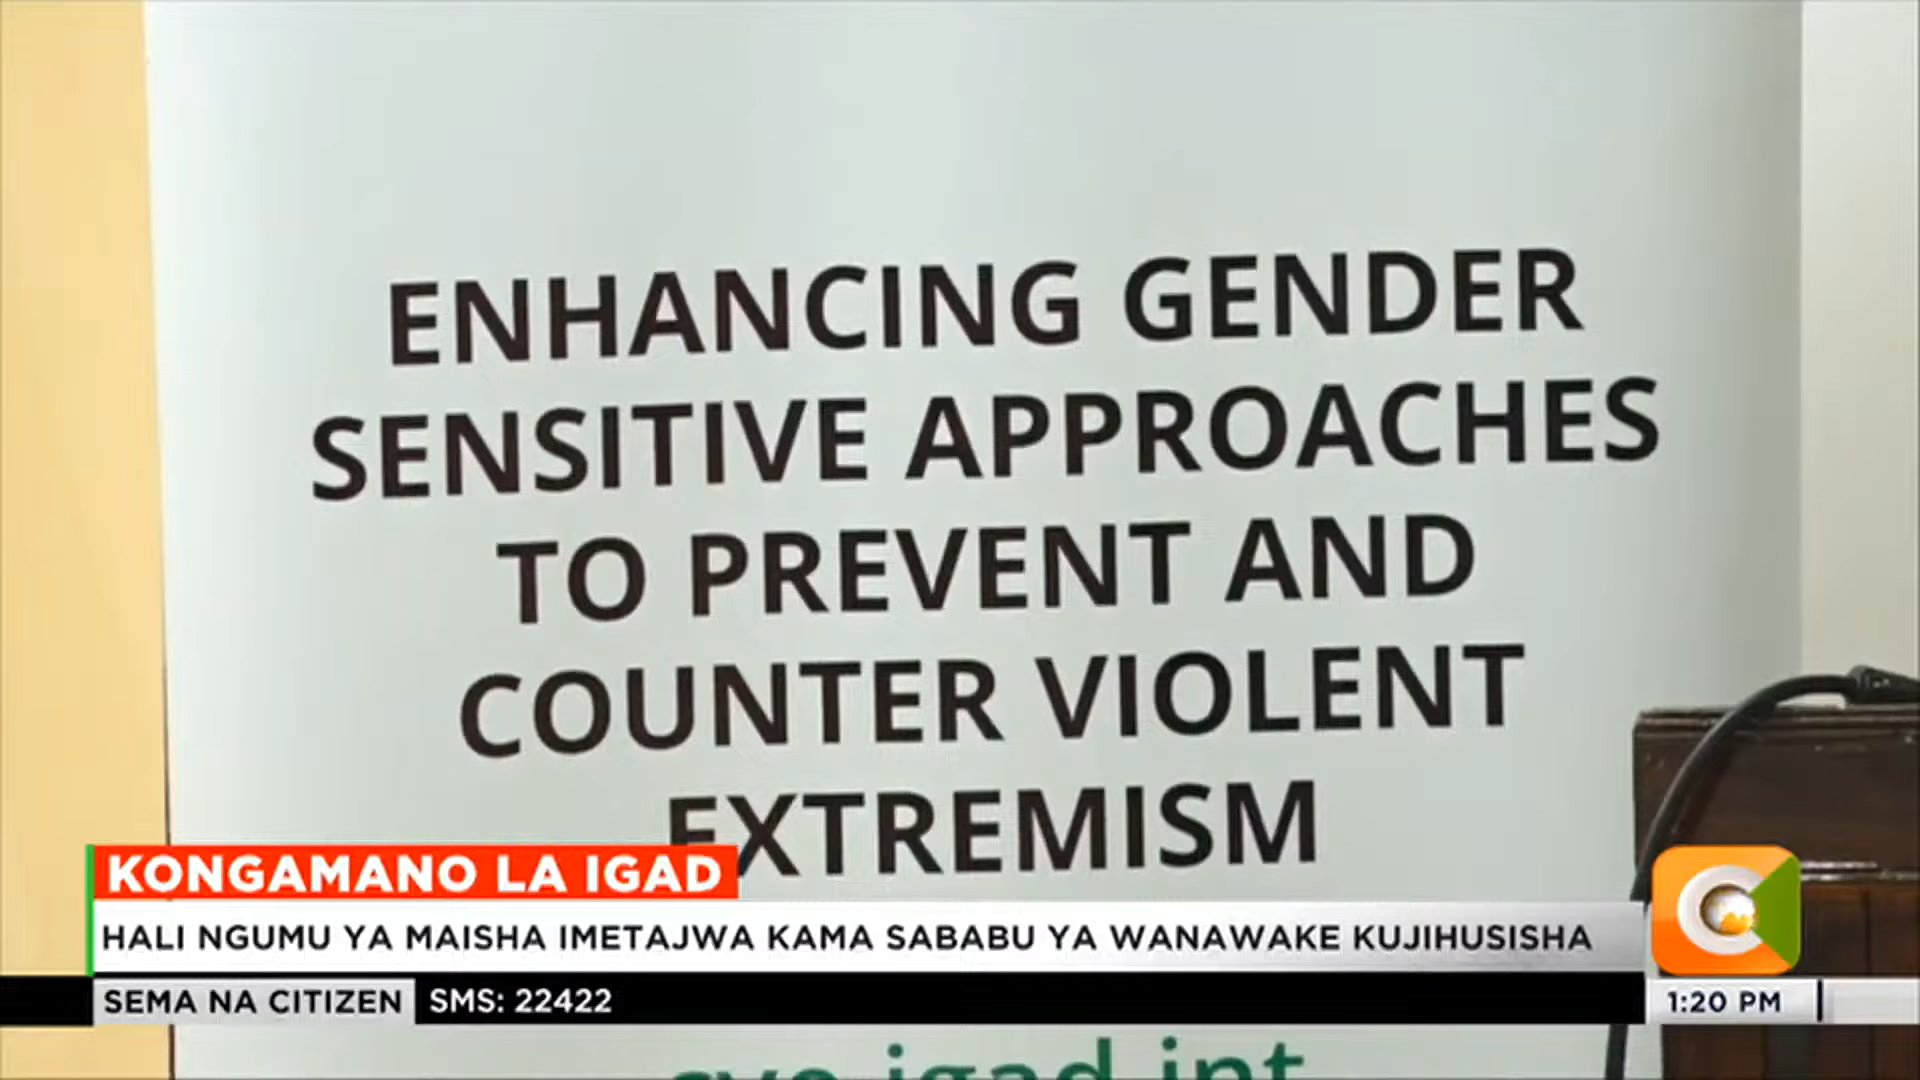 ENHANCING GENDER
SENSITIVE APPROACHES
TO PREVENT AND
COUNTER VIOLENT
EXTREMISM
KONGAMANO LA IGAD
HALI NGUMU YA MAISHA IMETAJWA KAMA SABABU YA WANAWAKE KUJIHUSISHA
SEMA NA CITIZEN SMS: 22422
1:20 PM